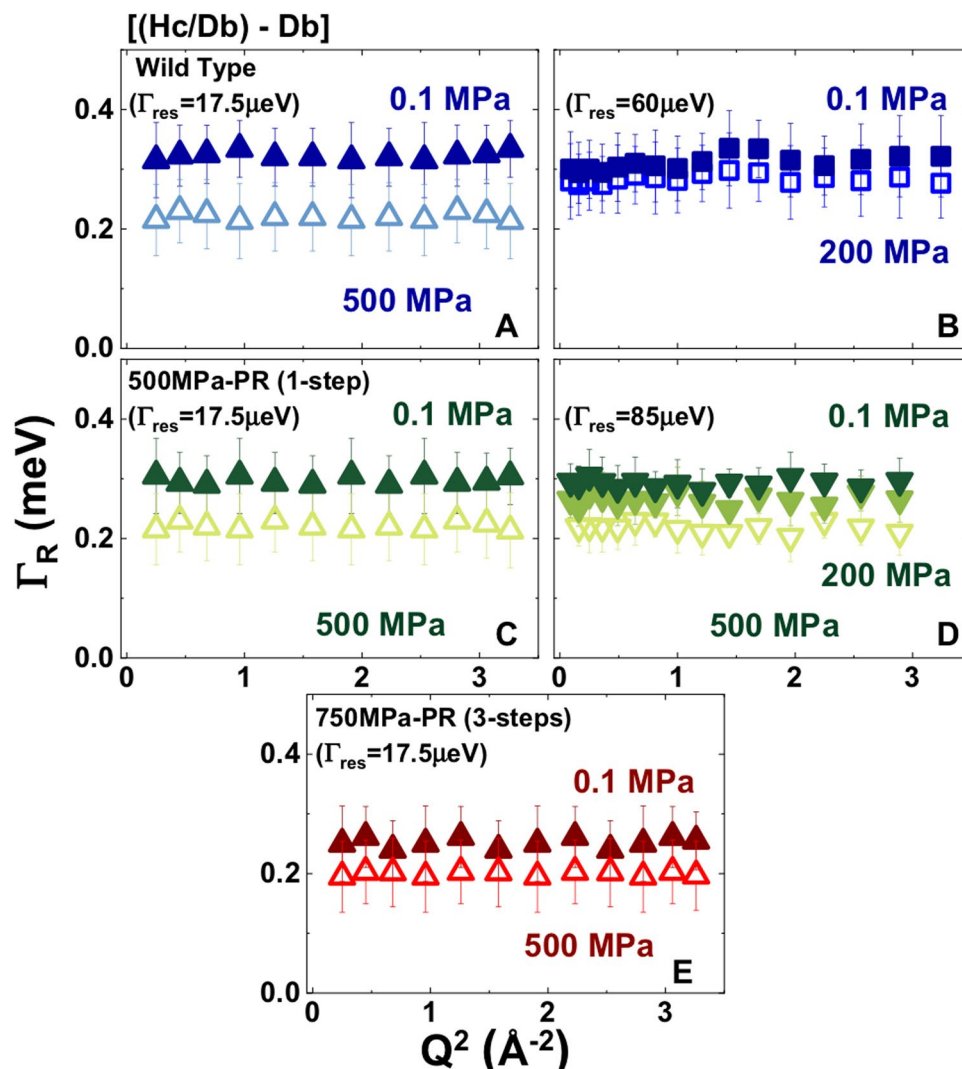 [(Hc/Db) - Db]
Wild Type
(Γres=17.5μeV)
0.1 MPa
500 MPa
A
(Γres=60μeV)
0.1 MPa
200 MPa
B
0.4
0.2
0.0
500MPa-PR (1-step)
(Γres=17.5μeV)
0.1 MPa
500 MPa
C
(Γres=85μeV)
0.1 MPa
200 MPa
500 MPa
D
0.4
0.2
0.0
0 1 2 3
0 1 2 3
ΓR (meV)
750MPa-PR (3-steps)
(Γres=17.5μeV)
0.1 MPa
500 MPa
E
0.4
0.2
0.0
0 1 2 3
Q² (Å⁻²)